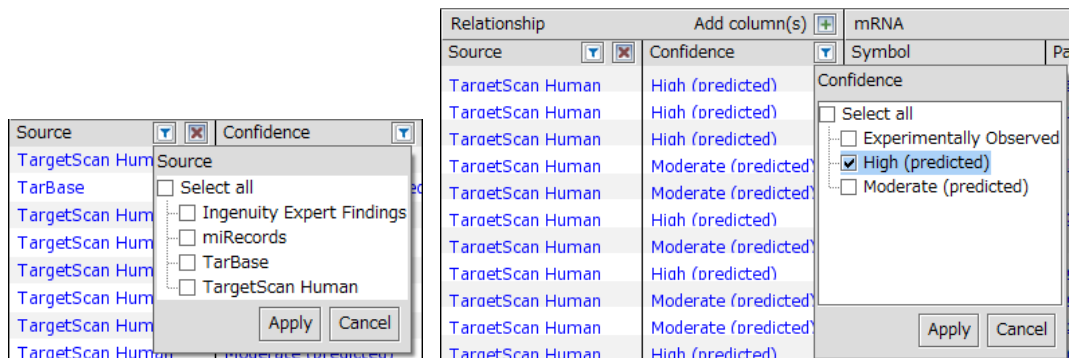 Source Confidence
TargetScan Hum
TarBase
TargetScan Hum
TargetScan Hum
TargetScan Hum
TargetScan Hum
TargetScan Hum
TargetScan Human Moderate (predicted)
Source
Select all
Ingenuity Expert Findings
miRecords
TarBase
TargetScan Human
Apply Cancel
Relationship Add column(s) mRNA
Source Confidence Symbol Pa
TargetScan Human High (predicted)
TargetScan Human High (predicted)
TargetScan Human High (predicted)
TargetScan Human Moderate (predicted)
TargetScan Human Moderate (predicted)
TargetScan Human High (predicted)
TargetScan Human Moderate (predicted)
TargetScan Human High (predicted)
TargetScan Human Moderate (predicted)
TargetScan Human Moderate (predicted)
TargetScan Human High (predicted)
Confidence
Select all
Experimentally Observed
High (predicted)
Moderate (predicted)
Apply Cancel